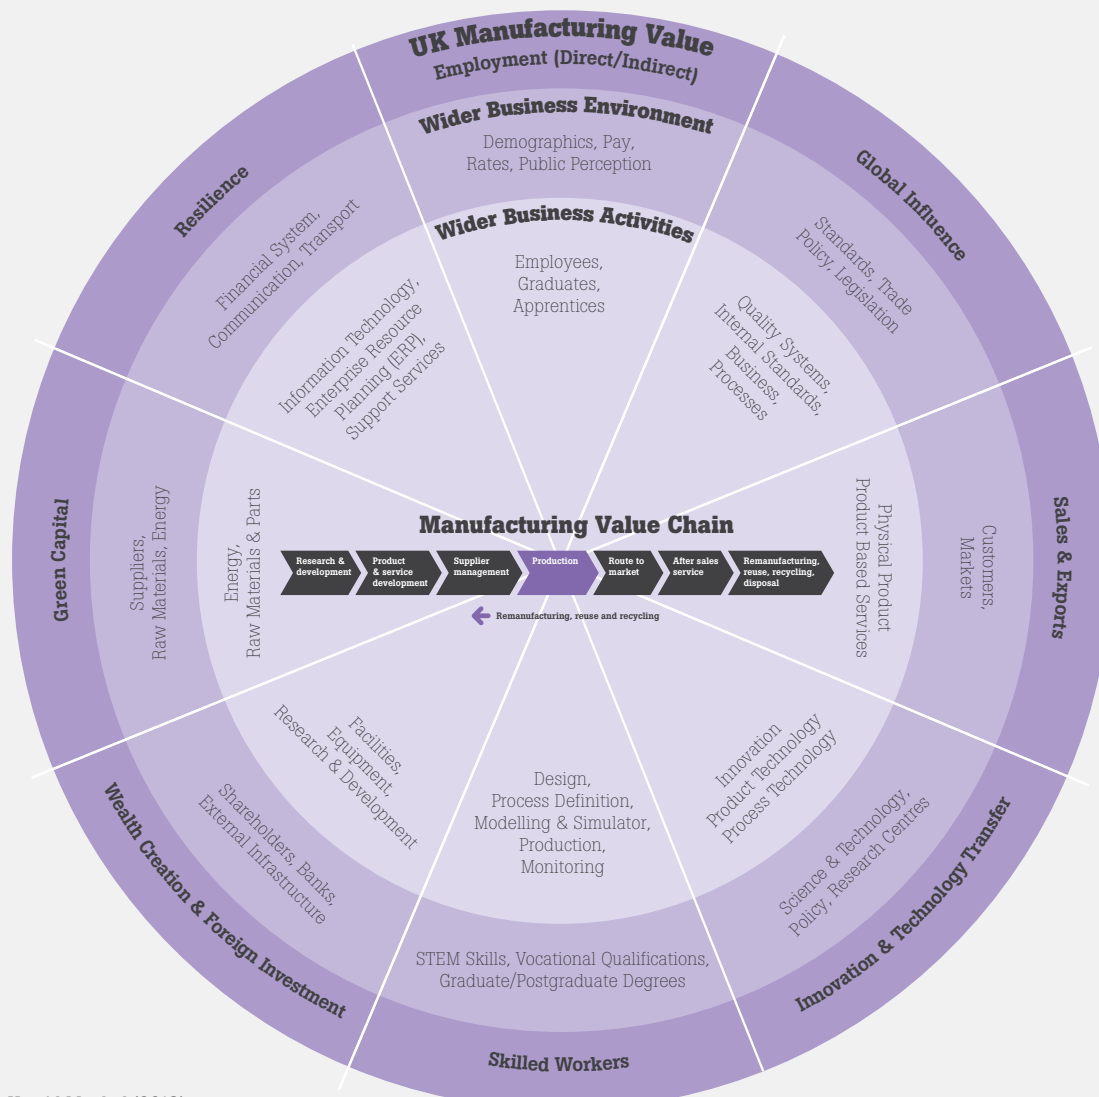 UK Manufacturing Value
Employment (Direct/Indirect)
Wider Business Environment
Demographics, Pay,
Rates, Public Perception
Wider Business Activities
Employees,
Graduates,
Apprentices
Global Influence
Standards, Trade
Policy, Legislation
Quality Systems,
Internal Standards,
Business,
Processes
Sales & Exports
Customers,
Markets
Physical Product
Product Based Services
Innovation & Technology Transfer
Science & Technology,
Policy, Research Centres
Innovation
Product Technology
Process Technology
Skilled Workers
STEM Skills, Vocational Qualifications,
Graduate/Postgraduate Degrees
Design,
Process Definition,
Modelling & Simulator,
Production,
Monitoring
Wealth Creation & Foreign Investment
Shareholders, Banks,
External Infrastructure
Facilities,
Equipment,
Research & Development
Green Capital
Suppliers,
Raw Materials, Energy
Energy,
Raw Materials & Parts
Resilience
Financial System,
Communication, Transport
Information Technology,
Enterprise Resource
Planning (ERP),
Support Services
Manufacturing Value Chain
Research &
development
Product
& service
development
Supplier
management
Production
Route to
market
After sales
service
Remanufacturing,
reuse, recycling,
disposal
Remanufacturing, reuse and recycling